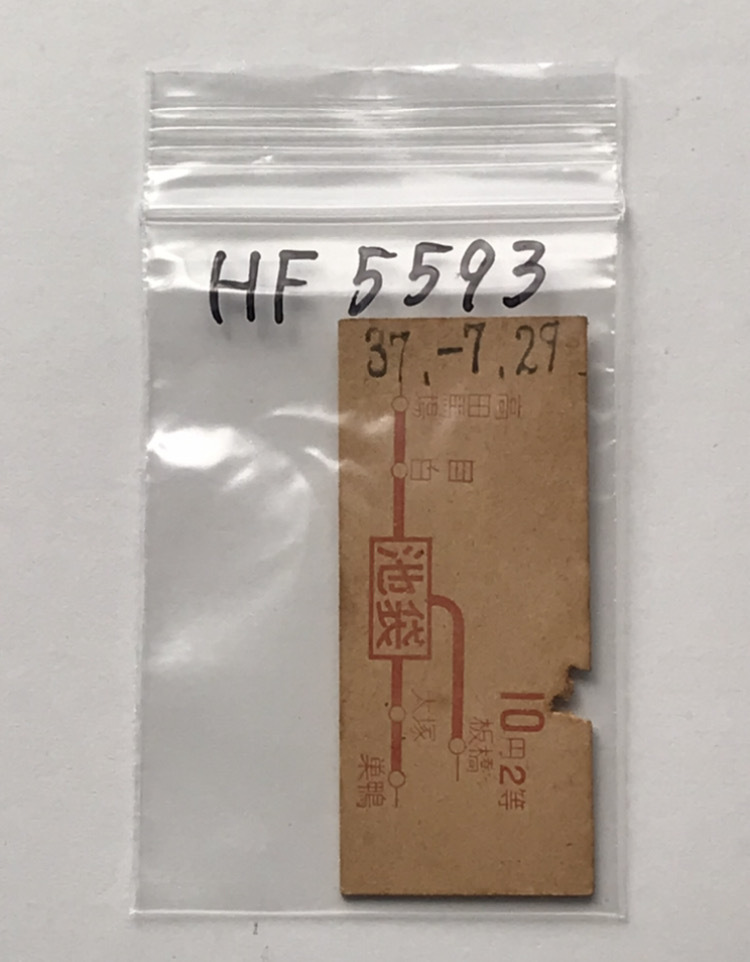 HF 5593
37.-7.29
高田馬場
目白
池袋
大塚
巣鴨
板橋
10円2等